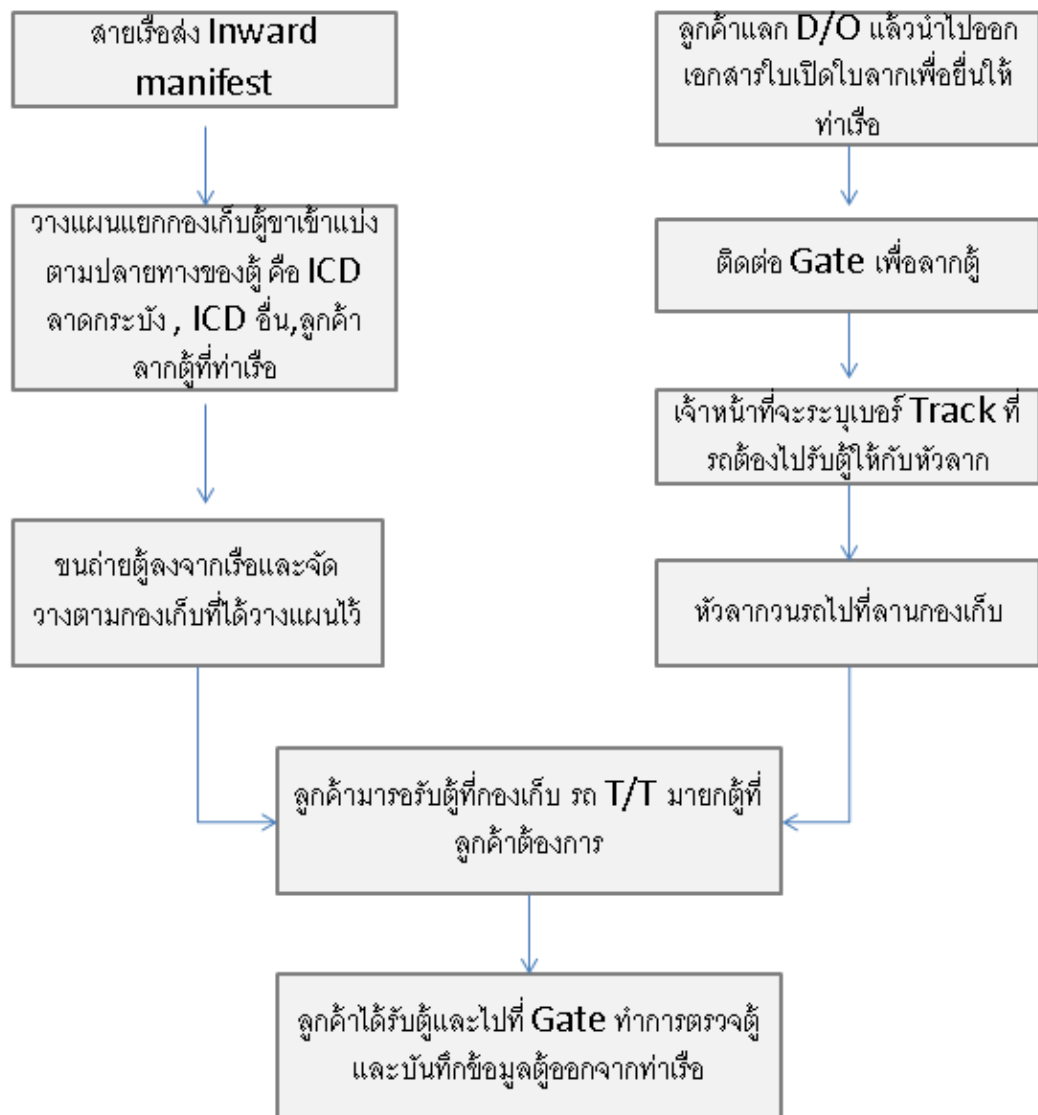 สายเรือส่ง Inward
manifest
วางแผนแยกกองเก็บตู้ขาเข้าแบ่ง
ตามปลายทางของตู้ คือ ICD
ลาดกระบัง , ICD อื่น,ลูกค้า
ลากตู้ที่ท่าเรือ
ขนถ่ายตู้ลงจากเรือและจัด
วางตามกองเก็บที่ได้วางแผนไว้
ลูกค้าแลก D/O แล้วนำไปออก
เอกสารใบเปิดใบลากเพื่อยื่นให้
ท่าเรือ
ติดต่อ Gate เพื่อลากตู้
เจ้าหน้าที่จะระบุเบอร์ Track ที่
รถต้องไปรับตู้ให้กับหัวลาก
หัวลากวนรถไปที่ลานกองเก็บ
ลูกค้ามารอรับตู้ที่กองเก็บ รถ T/T มายกตู้ที่
ลูกค้าต้องการ
ลูกค้าได้รับตู้และไปที่ Gate ทำการตรวจตู้
และบันทึกข้อมูลตู้ออกจากท่าเรือ